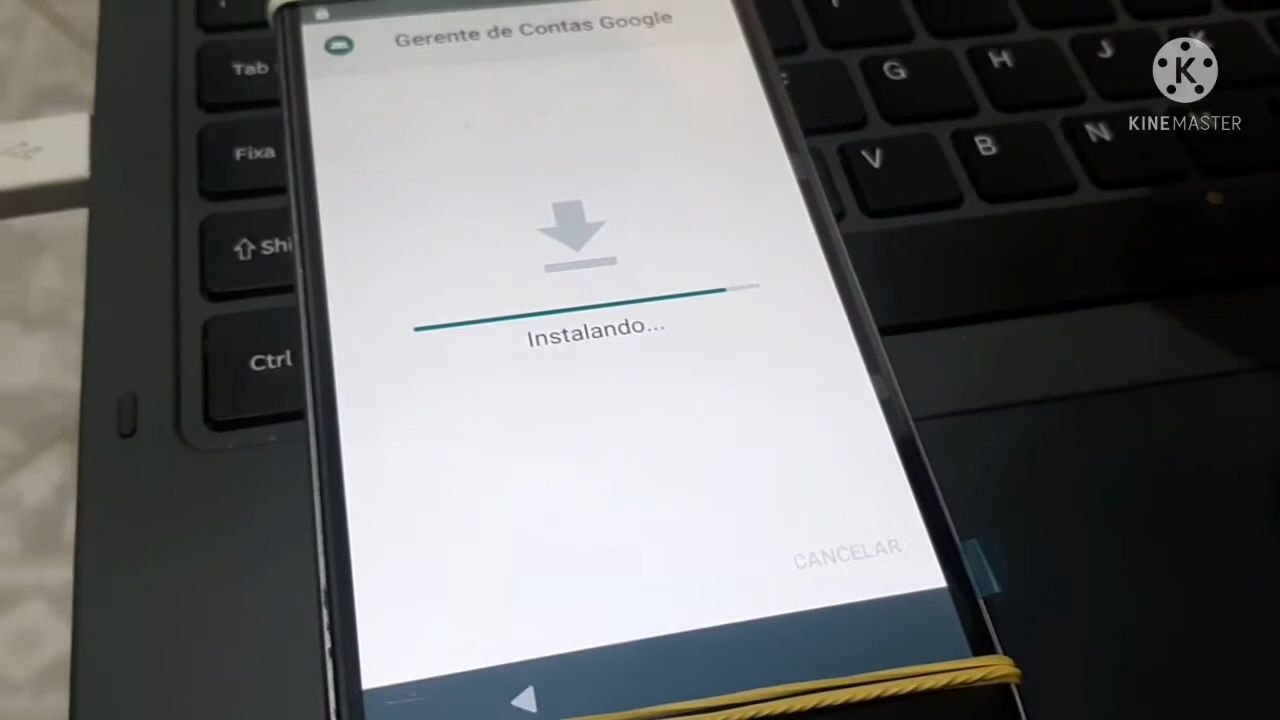 Gerente de Contas Google
Tab
Fixa
Shi
Ctrl
Instalando...
CANCELAR
G
H
J
K
V
B
N
K
KINEMASTER